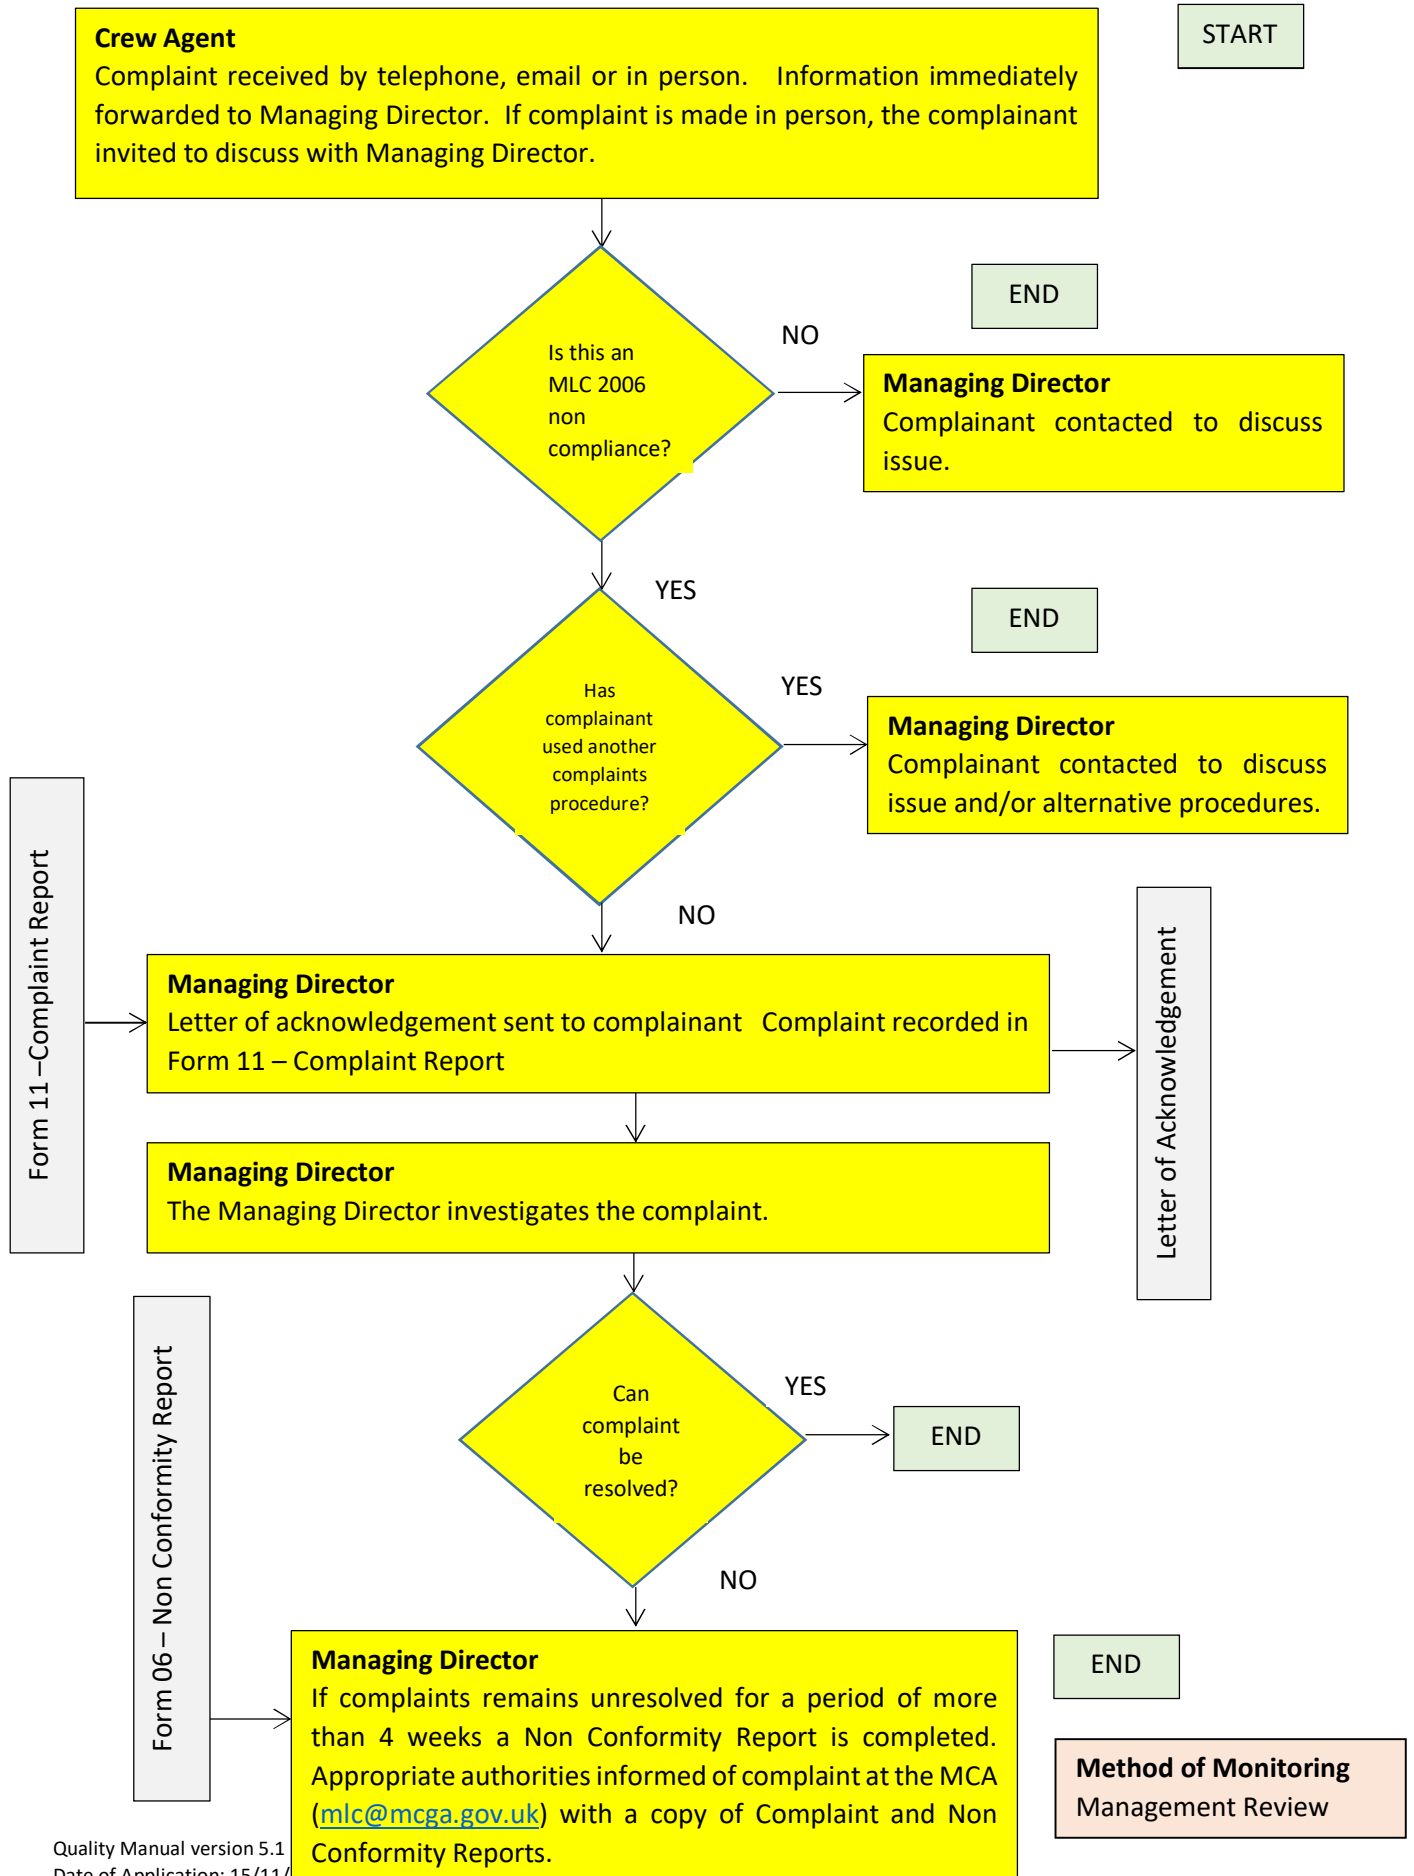 START
Crew Agent
Complaint received by telephone, email or in person. Information immediately
forwarded to Managing Director. If complaint is made in person, the complainant
invited to discuss with Managing Director.
END
NO
Is this an
MLC 2006
non
compliance?
Managing Director
Complainant contacted to discuss
issue.
YES
END
YES
Has
complainant
used another
complaints
procedure?
Managing Director
Complainant contacted to discuss
issue and/or alternative procedures.
NO
Form 11 –Complaint Report
Managing Director
Letter of acknowledgement sent to complainant Complaint recorded in
Form 11 – Complaint Report
Letter of Acknowledgement
Managing Director
The Managing Director investigates the complaint.
Can
complaint
be
resolved?
YES
END
NO
Form 06 – Non Conformity Report
Managing Director
If complaints remains unresolved for a period of more
than 4 weeks a Non Conformity Report is completed.
Appropriate authorities informed of complaint at the MCA
(mlc@mcga.gov.uk) with a copy of Complaint and Non
Conformity Reports.
END
Method of Monitoring
Management Review
Quality Manual version 5.1
Date of Application: 15/11/